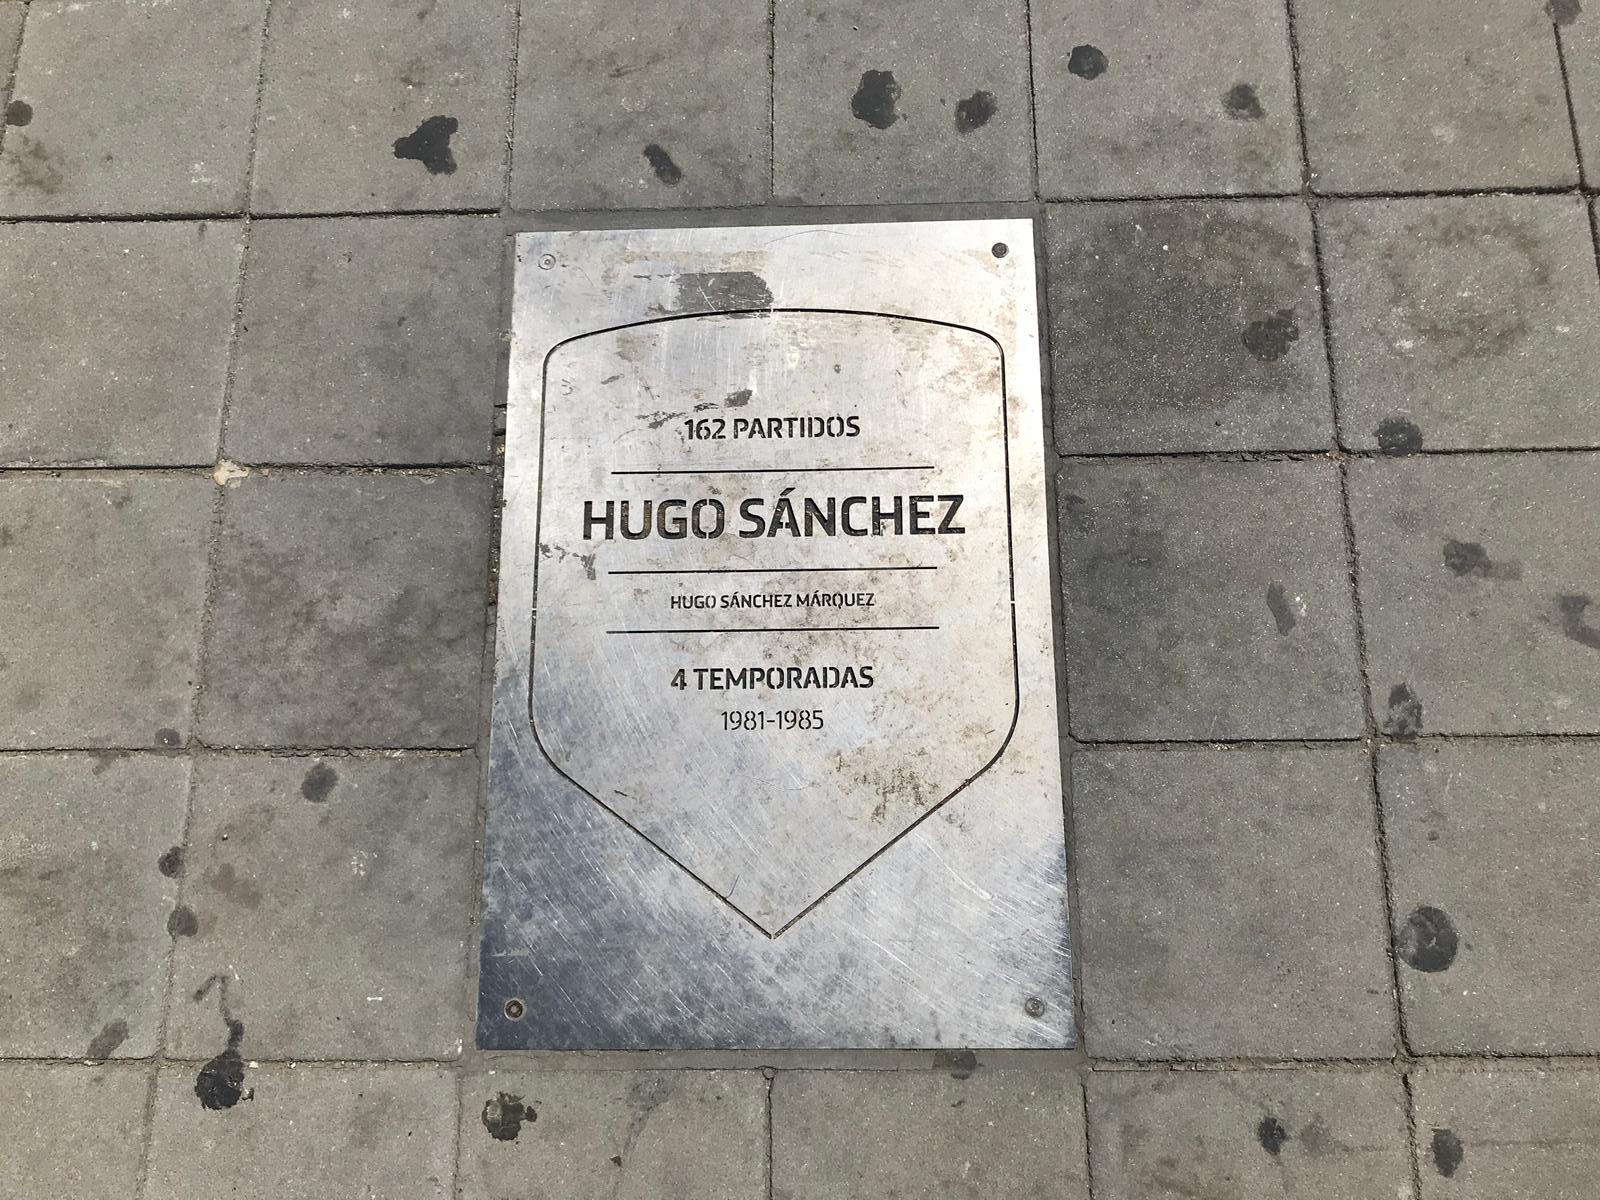 162 PARTIDOS
HUGO SÁNCHEZ
HUGO SÁNCHEZ MÁRQUEZ
4 TEMPORADAS
1981-1985